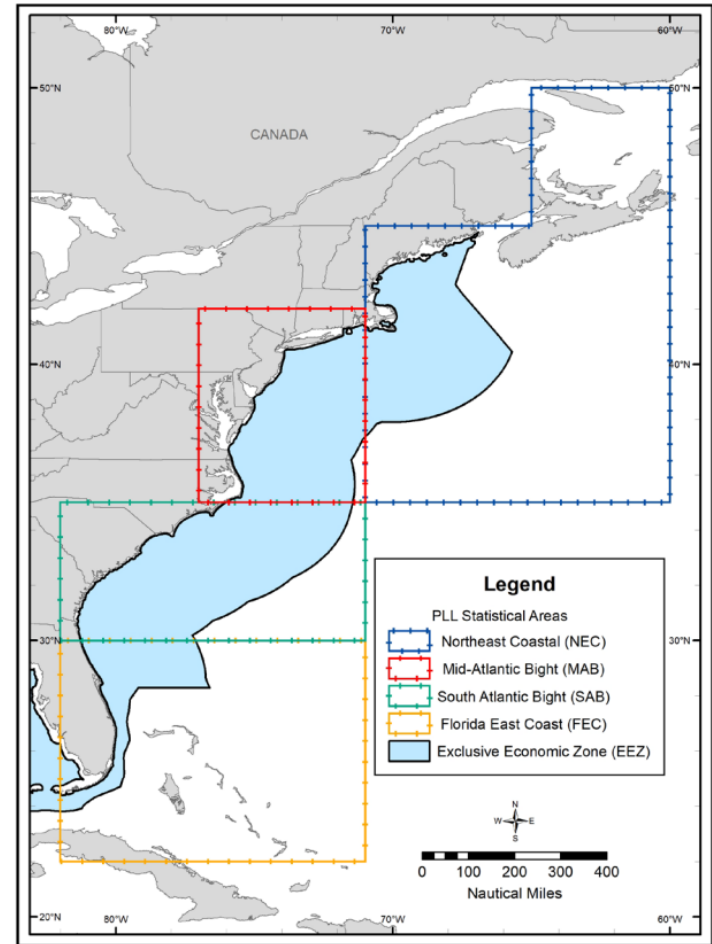 80°W
70°W
60°W
50°N
50°N
CANADA
40°N
40°N
Legend
PLL Statistical Areas
Northeast Coastal (NEC)
Mid-Atlantic Bight (MAB)
South Atlantic Bight (SAB)
Florida East Coast (FEC)
Exclusive Economic Zone (EEZ)
30°N
30°N
N
W E
S
0 100 200 300 400
Nautical Miles
20°N
20°N
80°W
70°W
60°W